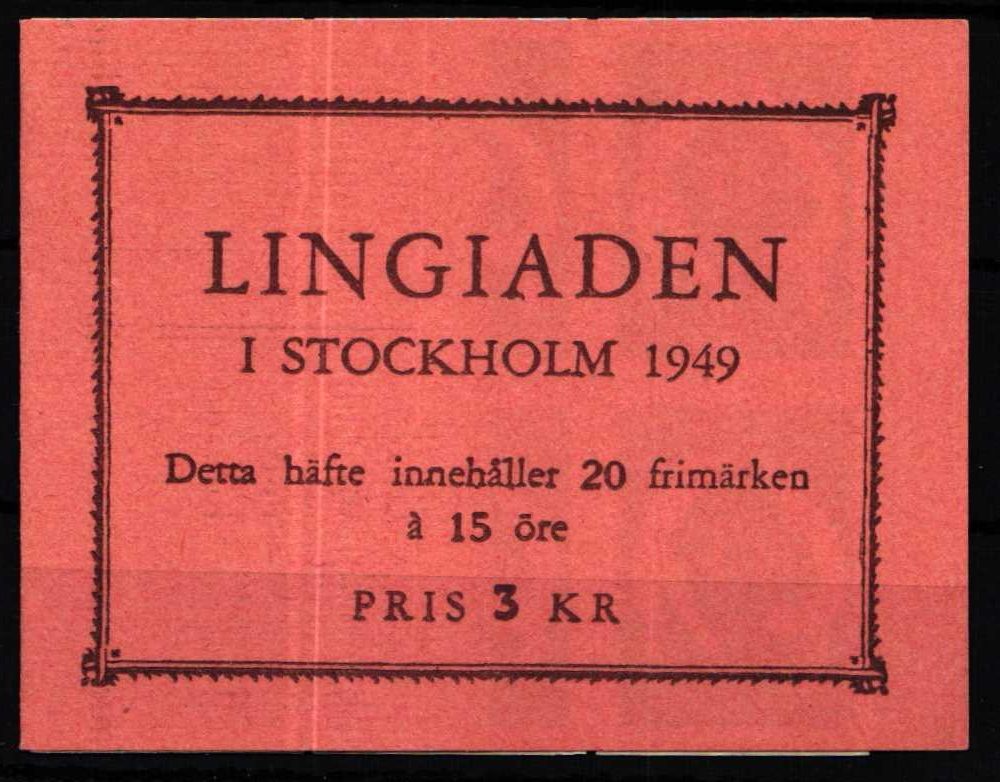 LINGIADEN
I STOCKHOLM 1949
Detta häfte innehåller 20 frimärken
à 15 öre
PRIS 3 KR